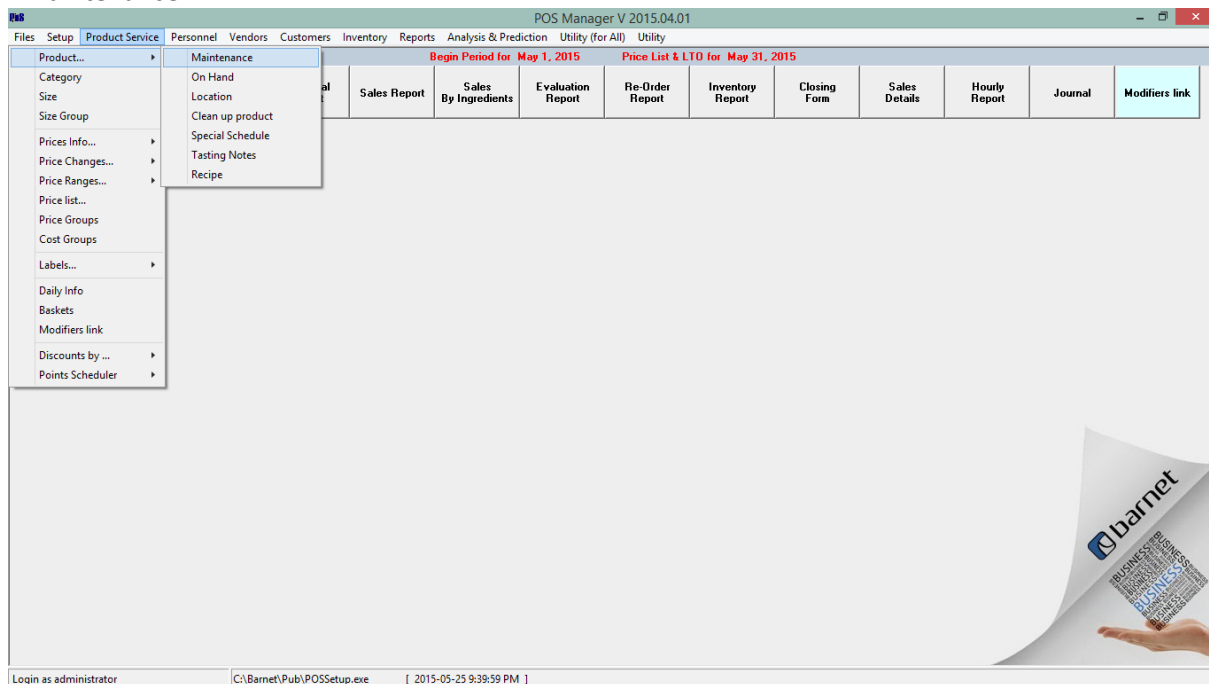 POS Manager V 2015.04.01
Files Setup Product Service Personnel Vendors Customers Inventory Reports Analysis & Prediction Utility (for All) Utility
Begin Period for May 1, 2015 Price List & LTO for May 31, 2015
Product...
Category
Size
Size Group
Prices Info...
Price Changes...
Price Ranges...
Price list...
Price Groups
Cost Groups
Labels...
Daily Info
Baskets
Modifiers link
Discounts by ...
Points Scheduler
Maintenance
On Hand
Location
Clean up product
Special Schedule
Tasting Notes
Recipe
Sales Report
Sales
By Ingredients
Evaluation
Report
Re-Order
Report
Inventory
Report
Closing
Form
Sales
Details
Hourly
Report
Journal
Modifiers link
barnet
BUSINESS
BUSINESS
BUSINESS
BUSINESS
Login as administrator C:\Barnet\Pub\POSSetup.exe [ 2015-05-25 9:39:59 PM ]